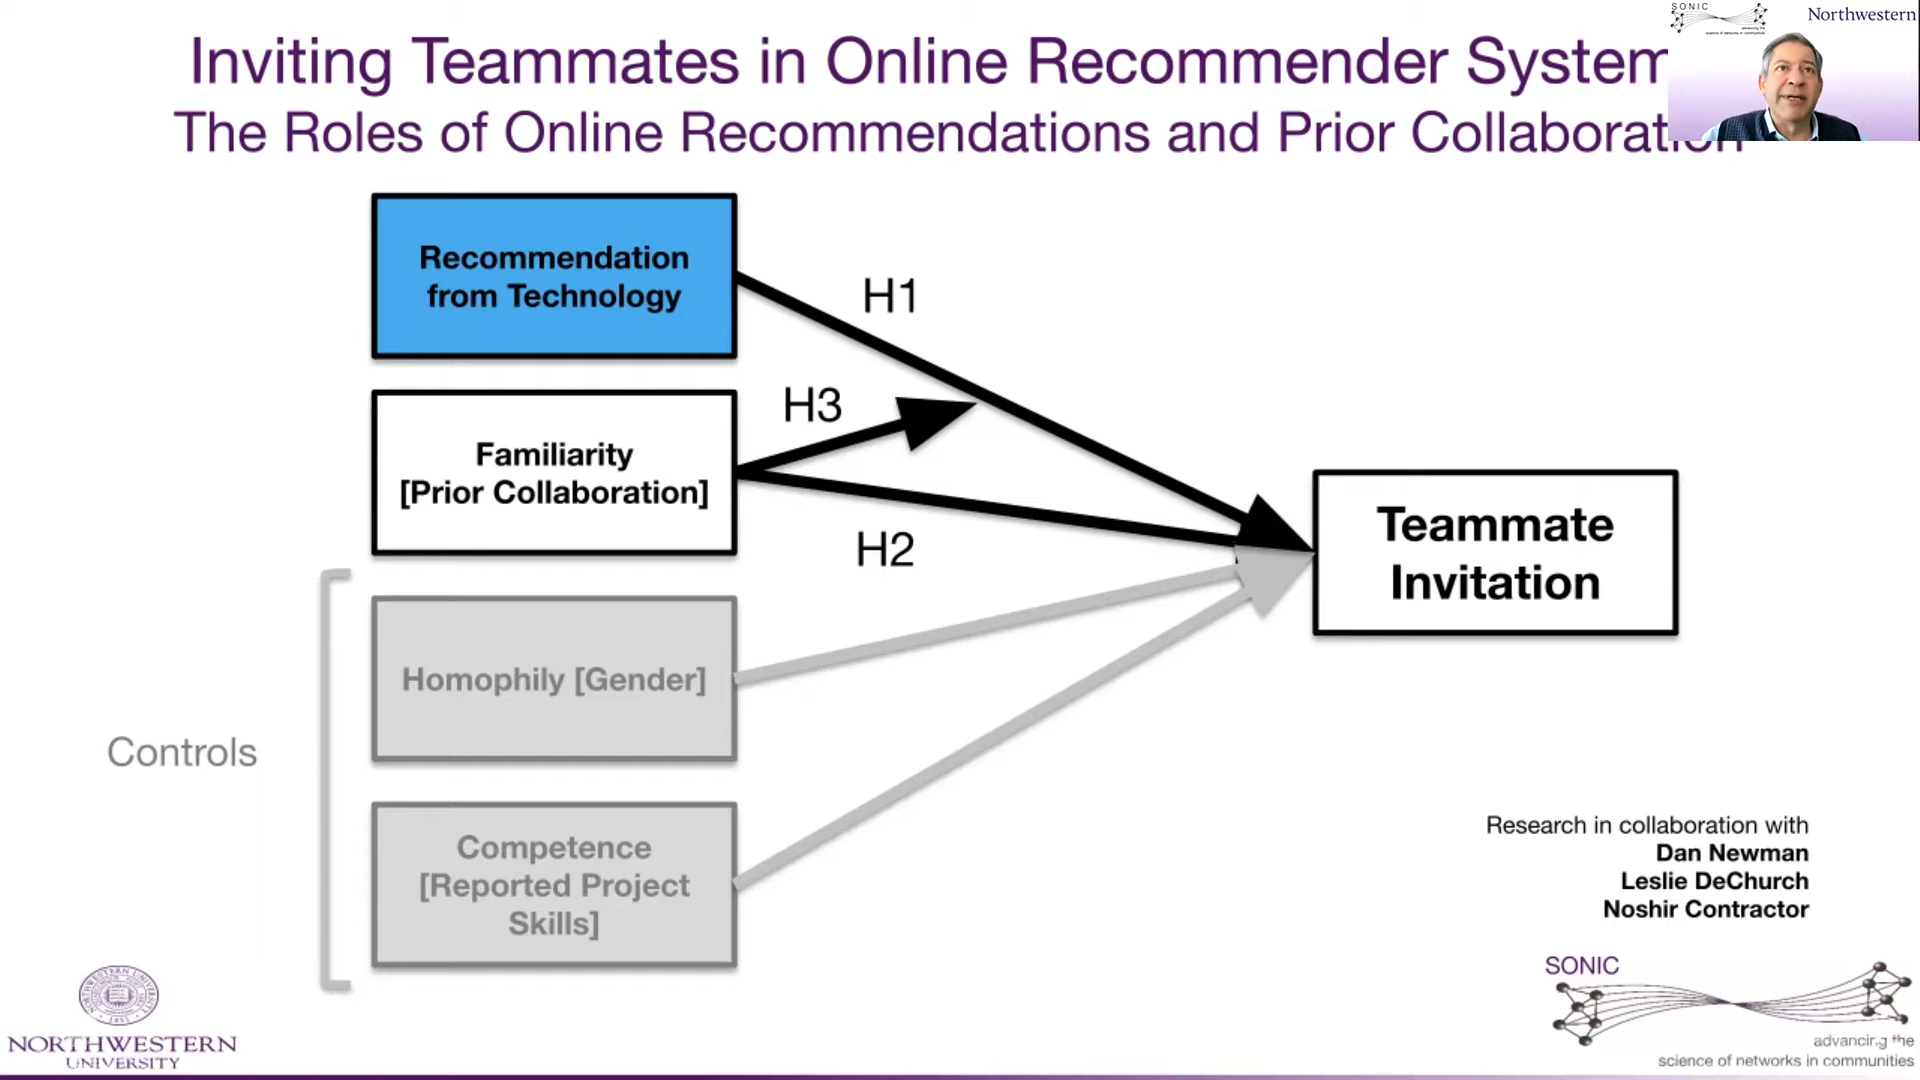 SONIC
Northwestern
Inviting Teammates in Online Recommender System
The Roles of Online Recommendations and Prior Collaboration
Recommendation
from Technology
H1
H3
Familiarity
[Prior Collaboration]
H2
Teammate
Invitation
Homophily [Gender]
Controls
Competence
[Reported Project
Skills]
Research in collaboration with
Dan Newman
Leslie DeChurch
Noshir Contractor
SONIC
advancing the
science of networks in communities
NORTHWESTERN
UNIVERSITY